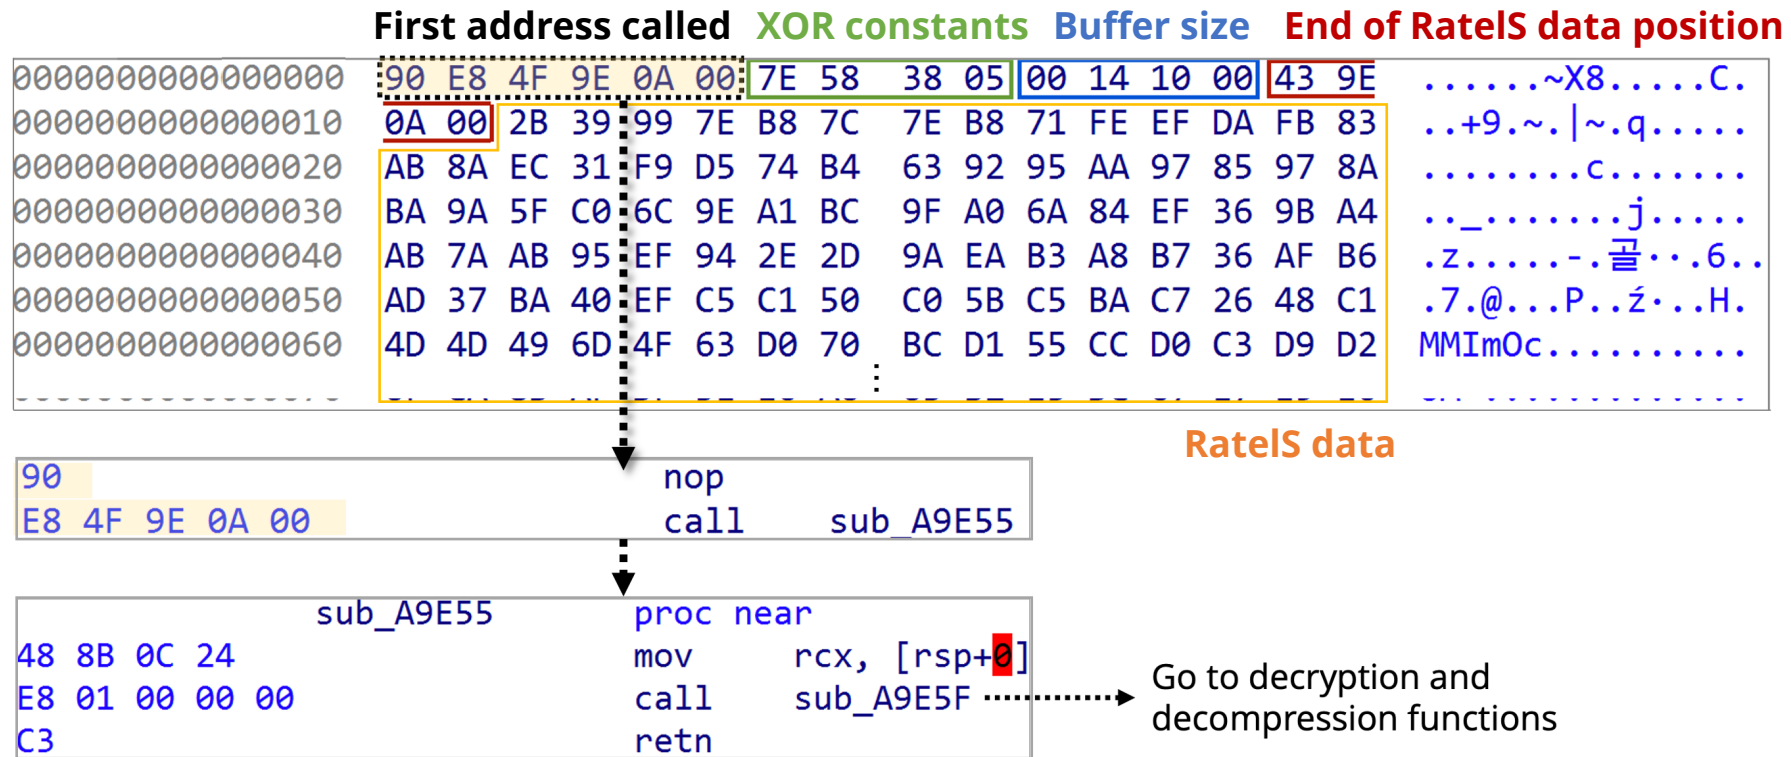 First address called XOR constants Buffer size End of RatelS data position
0000000000000000 90 E8 4F 9E 0A 00 7E 58 38 05 00 14 10 00 43 9E ......~X8.....C.
0000000000000010 0A 00 2B 39 99 7E B8 7C 7E B8 71 FE EF DA FB 83 ..+9.~.|~.q.....
0000000000000020 AB 8A EC 31 F9 D5 74 B4 63 92 95 AA 97 85 97 8A ........c.......
0000000000000030 BA 9A 5F C0 6C 9E A1 BC 9F A0 6A 84 EF 36 9B A4 .._.......j.....
0000000000000040 AB 7A AB 95 EF 94 2E 2D 9A EA B3 A8 B7 36 AF B6 .z.....-.골··.6..
0000000000000050 AD 37 BA 40 EF C5 C1 50 C0 5B C5 BA C7 26 48 C1 .7.@...P..ź·..H.
0000000000000060 4D 4D 49 6D 4F 63 D0 70 BC D1 55 CC D0 C3 D9 D2 MMImOc..........
RatelS data
90 nop
E8 4F 9E 0A 00 call sub_A9E55
sub_A9E55 proc near
48 8B 0C 24 mov rcx, [rsp+0]
E8 01 00 00 00 call sub_A9E5F
C3 retn
Go to decryption and
decompression functions